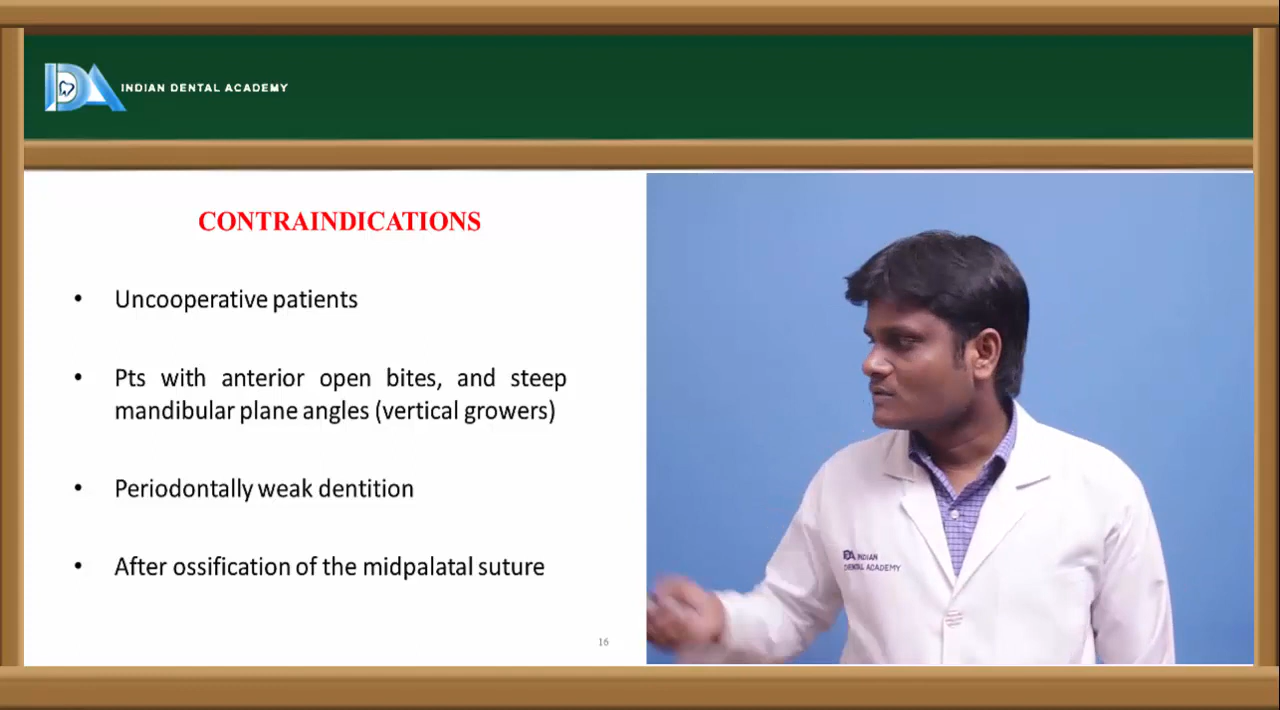 INDIAN DENTAL ACADEMY
CONTRAINDICATIONS
• Uncooperative patients
• Pts with anterior open bites, and steep
mandibular plane angles (vertical growers)
• Periodontally weak dentition
• After ossification of the midpalatal suture
16
IDA INDIAN
DENTAL ACADEMY